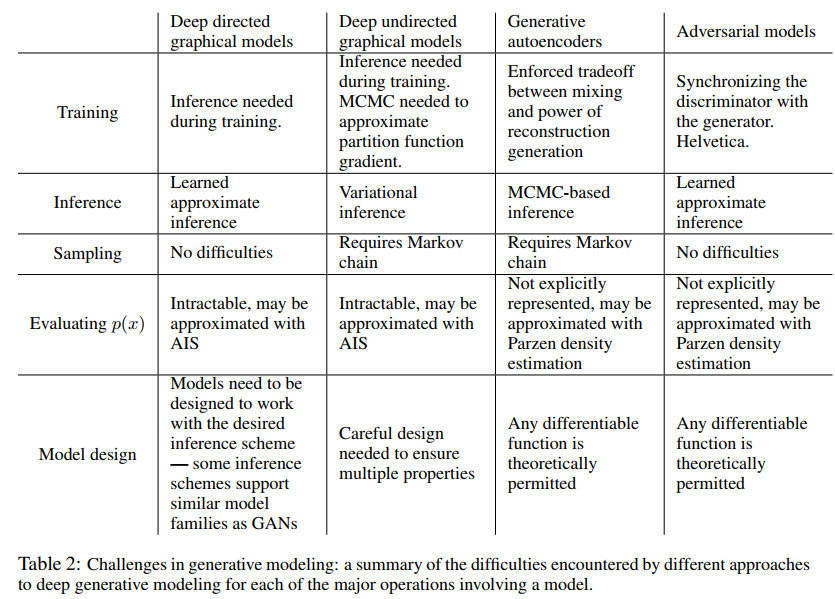 Deep directed
graphical models
Deep undirected
graphical models
Generative
autoencoders
Adversarial models
Training
Inference needed
during training.
Inference needed
during training.
MCMC needed to
approximate
partition function
gradient.
Enforced tradeoff
between mixing
and power of
reconstruction
generation
Synchronizing the
discriminator with
the generator.
Helvetica.
Inference
Learned
approximate
inference
Variational
inference
MCMC-based
inference
Learned
approximate
inference
Sampling
No difficulties
Requires Markov
chain
Requires Markov
chain
No difficulties
Evaluating p(x)
Intractable, may be
approximated with
AIS
Intractable, may be
approximated with
AIS
Not explicitly
represented, may be
approximated with
Parzen density
estimation
Not explicitly
represented, may be
approximated with
Parzen density
estimation
Model design
Models need to be
designed to work
with the desired
inference scheme
— some inference
schemes support
similar model
families as GANs
Careful design
needed to ensure
multiple properties
Any differentiable
function is
theoretically
permitted
Any differentiable
function is
theoretically
permitted
Table 2: Challenges in generative modeling: a summary of the difficulties encountered by different approaches
to deep generative modeling for each of the major operations involving a model.